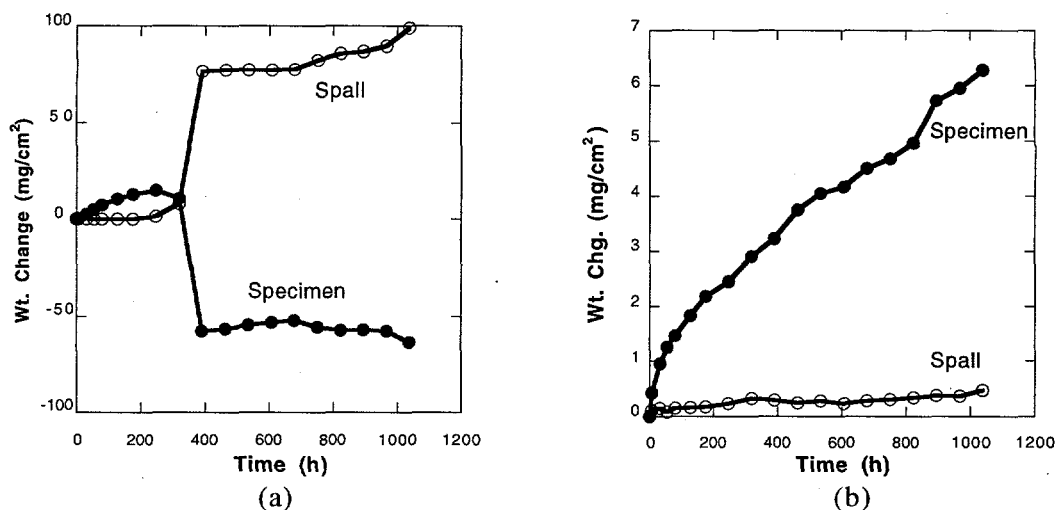 100
50
0
-50
-100
Wt. Change (mg/cm²)
Spall
Specimen
0 200 400 600 800 1000 1200
Time (h)
(a)
7
6
5
4
3
2
1
0
Wt. Chg. (mg/cm²)
Specimen
Spall
0 200 400 600 800 1000 1200
Time (h)
(b)